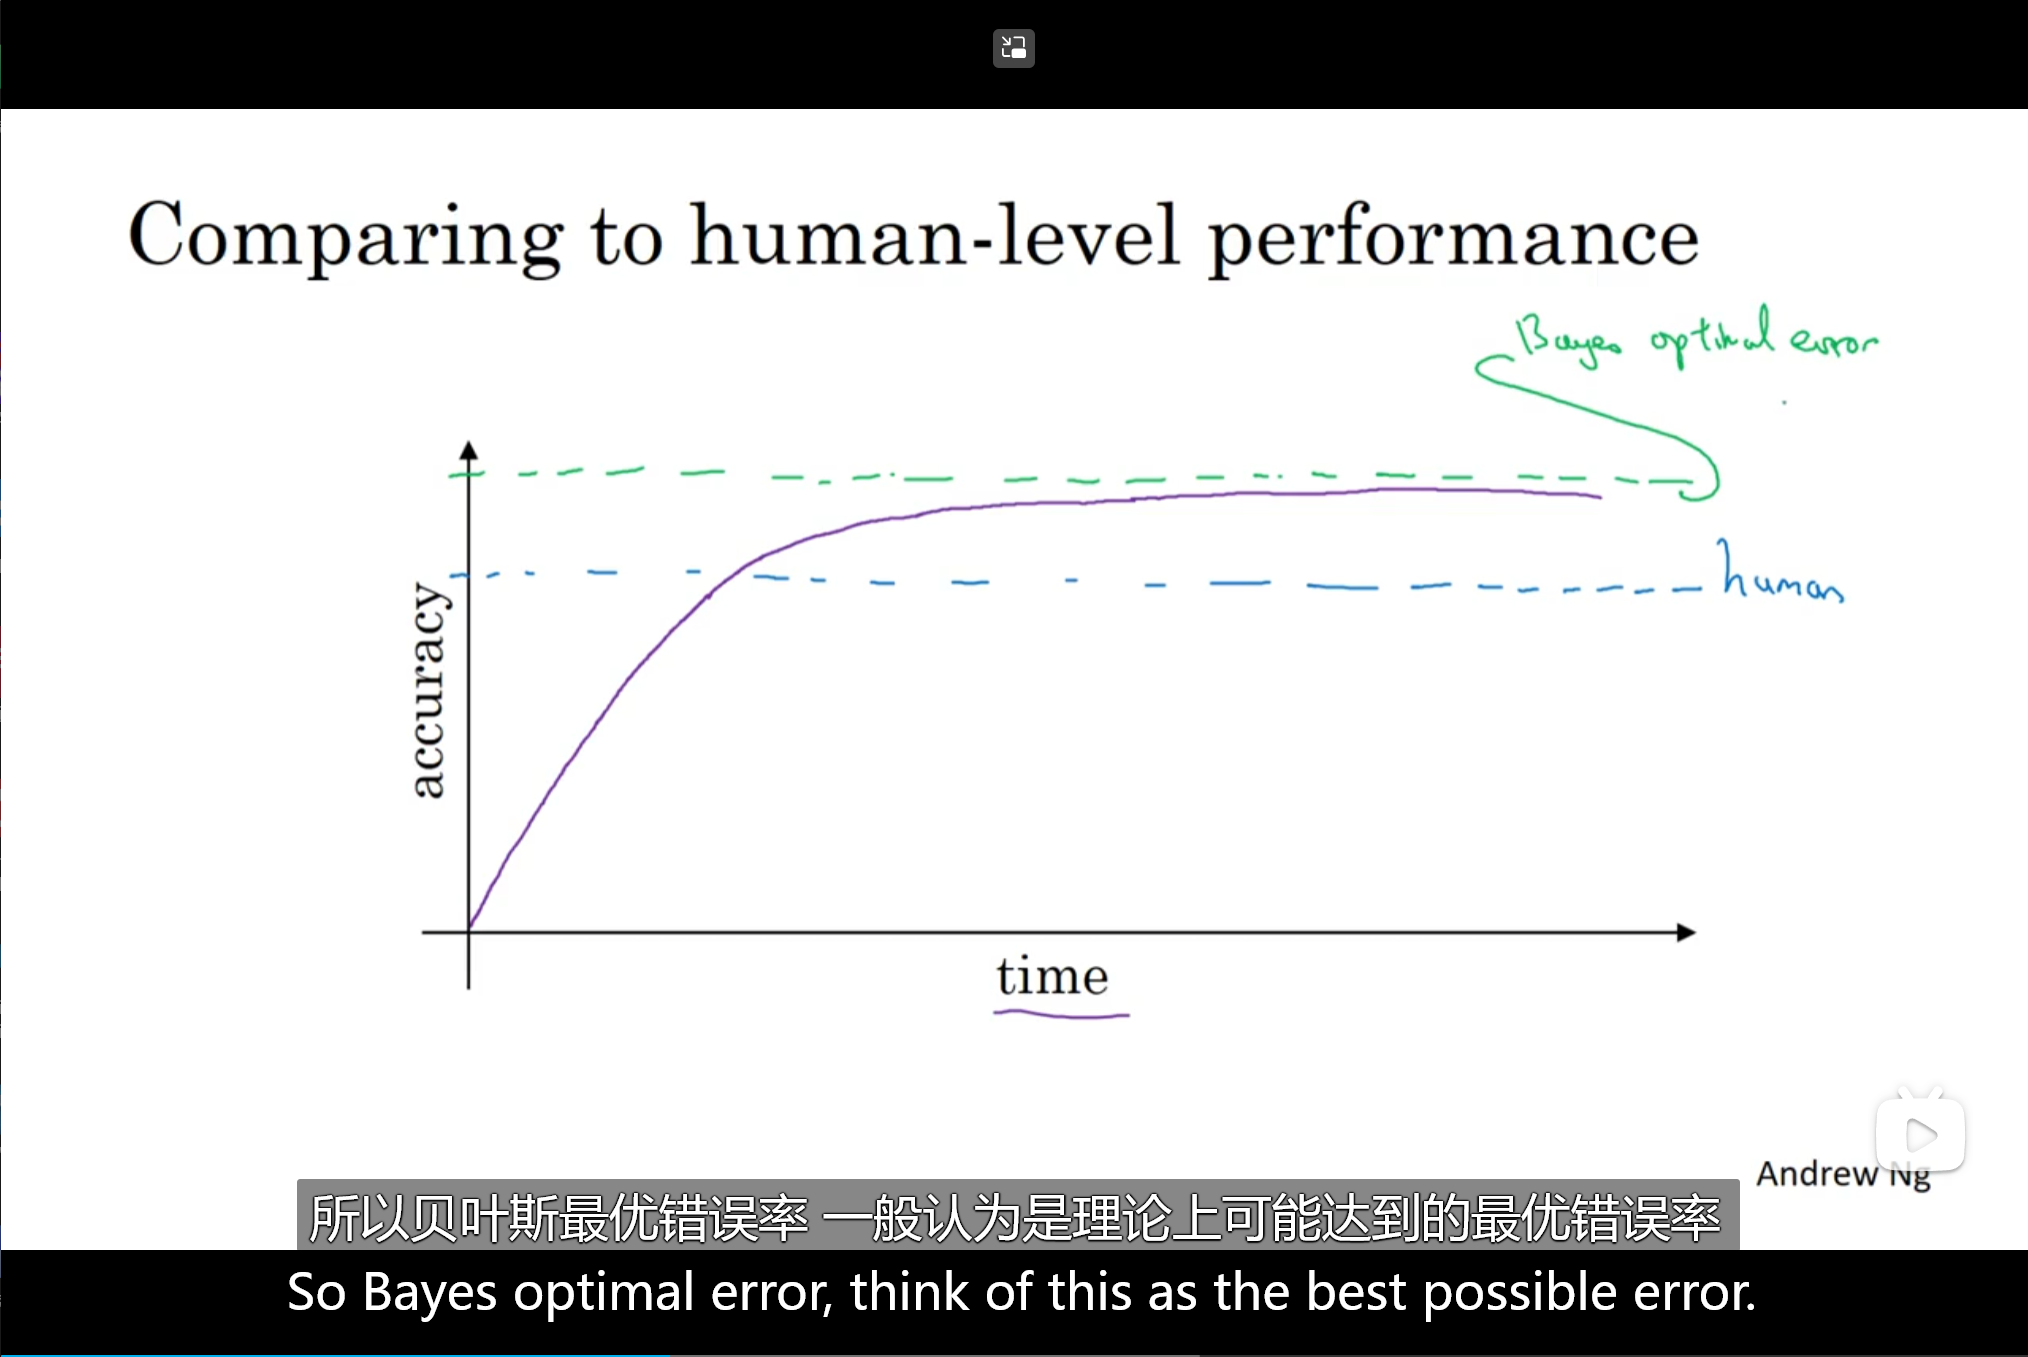 Comparing to human-level performance
Bayes optimal error
human
accuracy
time
Andrew Ng
所以贝叶斯最优错误率 一般认为是理论上可能达到的最优错误率
So Bayes optimal error, think of this as the best possible error.